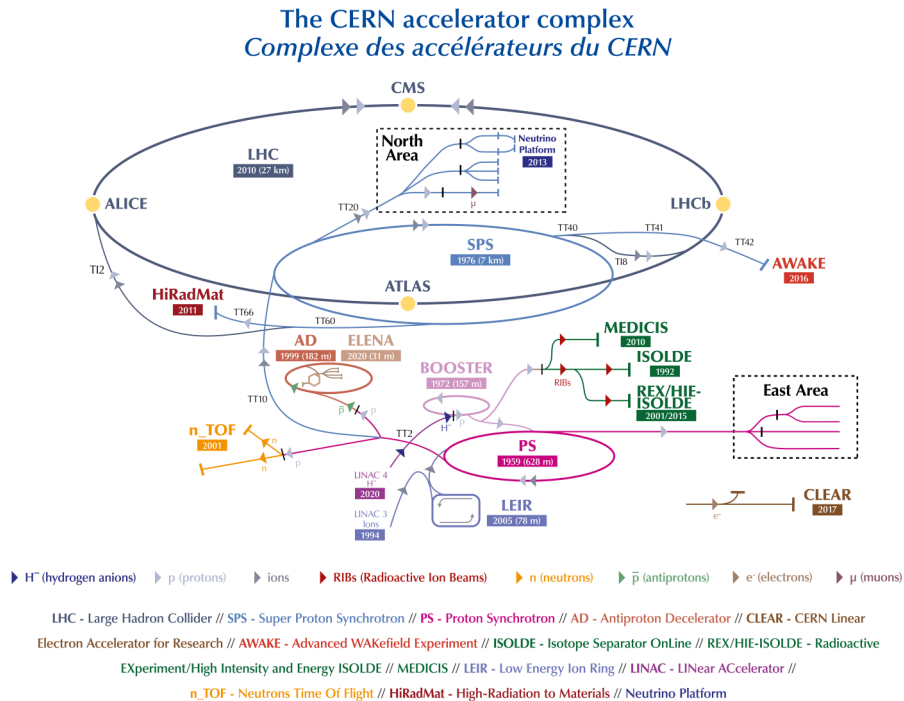 The CERN accelerator complex
Complexe des accélérateurs du CERN
CMS
North
Area
Neutrino
Platform
2013
LHC
2010 (27 km)
ALICE
TT20
μ
LHCb
SPS
1976 (7 km)
TT40
TT41
TT42
TI8
TI2
AWAKE
2016
ATLAS
HiRadMat
2011
TT66
TT60
AD
1999 (182 m)
ELENA
2020 (31 m)
MEDICIS
2010
BOOSTER
1972 (157 m)
ISOLDE
1992
RIBs
REX/HIE-
ISOLDE
2001/2015
East Area
TT10
p̅
p
n_TOF
2001
n
n
p
TT2
H⁻
p
PS
1959 (628 m)
LINAC 4
H⁻
2020
LINAC 3
Ions
1994
LEIR
2005 (78 m)
CLEAR
2017
e⁻
H⁻ (hydrogen anions)
p (protons)
ions
RIBs (Radioactive Ion Beams)
n (neutrons)
p̅ (antiprotons)
e⁻(electrons)
μ (muons)
LHC - Large Hadron Collider // SPS - Super Proton Synchrotron // PS - Proton Synchrotron // AD - Antiproton Decelerator // CLEAR - CERN Linear
Electron Accelerator for Research // AWAKE - Advanced WAKefield Experiment // ISOLDE - Isotope Separator OnLine // REX/HIE-ISOLDE - Radioactive
EXperiment/High Intensity and Energy ISOLDE // MEDICIS // LEIR - Low Energy Ion Ring // LINAC - LINear ACcelerator //
n_TOF - Neutrons Time Of Flight // HiRadMat - High-Radiation to Materials // Neutrino Platform